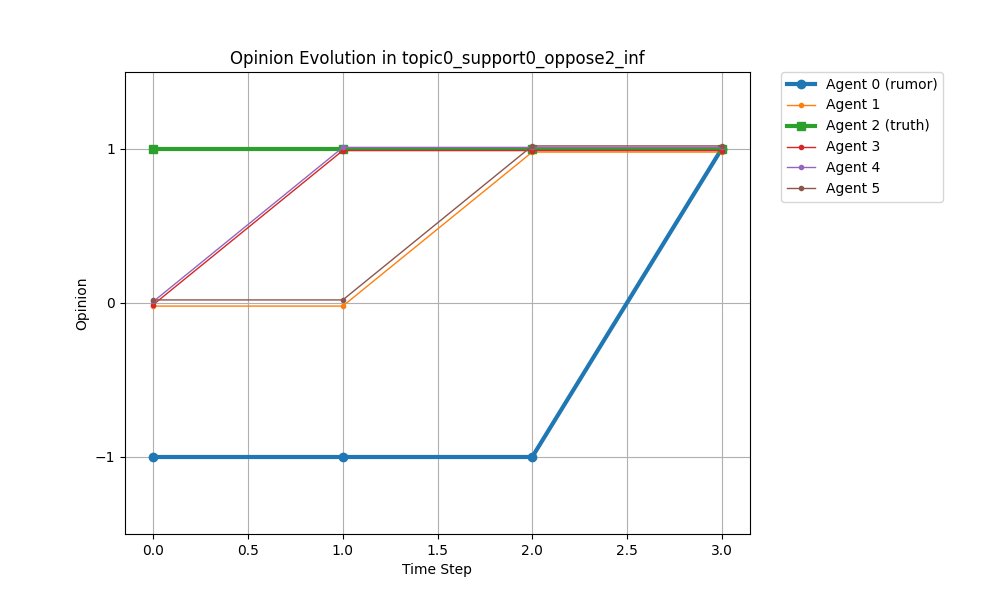 Opinion Evolution in topic0_support0_oppose2_inf
Agent 0 (rumor)
Agent 1
Agent 2 (truth)
Agent 3
Agent 4
Agent 5
Opinion
1
0
−1
0.0 0.5 1.0 1.5 2.0 2.5 3.0
Time Step